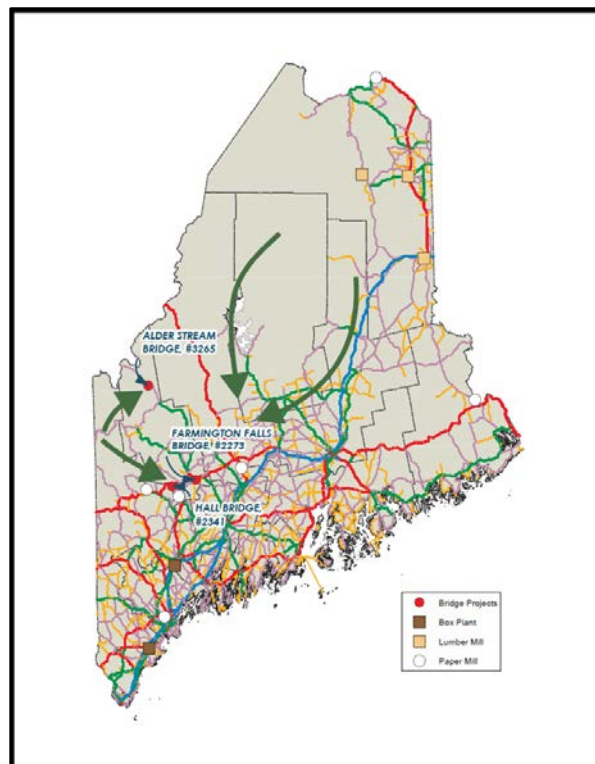 ALDER STREAM
BRIDGE, #3265
FARMINGTON FALLS
BRIDGE, #2273
HALL BRIDGE,
#2341
Bridge Projects
Box Plant
Lumber Mill
Paper Mill